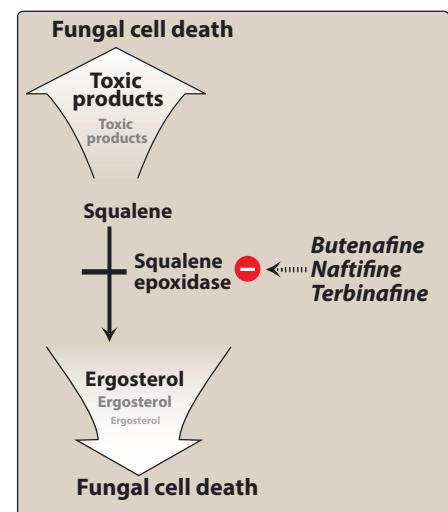 Fungal cell death
Toxic
products
Toxic
products
Squalene
Squalene
epoxidase
Butenafine
Naftifine
Terbinafine
Ergosterol
Ergosterol
Ergosterol
Fungal cell death